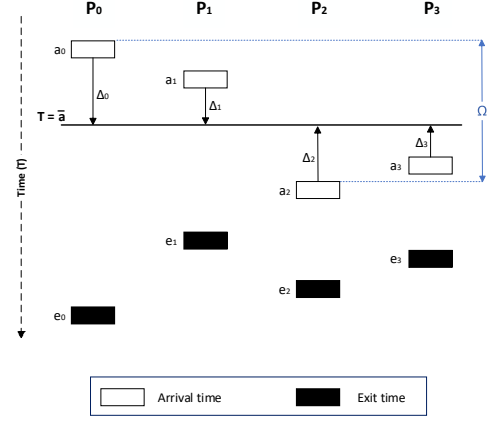 P₀ P₁ P₂ P₃
a₀
a₁
Δ₀
Δ₁
Ω
T = a̅
Δ₂
Δ₃
a₃
a₂
Time (T)
e₁
e₃
e₂
e₀
Arrival time Exit time